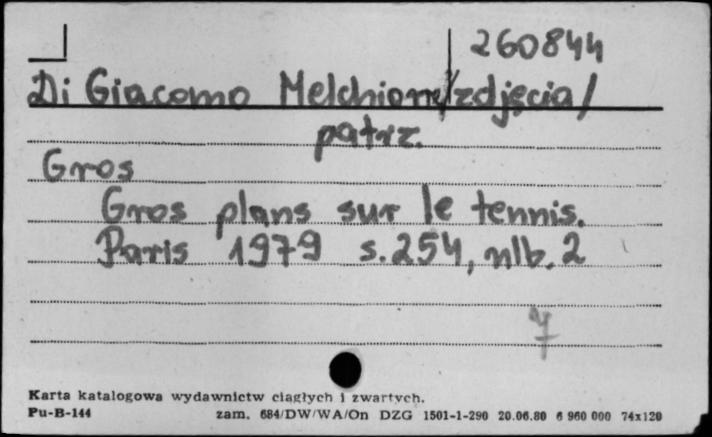 260844
Di Giacomo Melchiorre /zdjęcia/
patrz.
Gros
Gros plans sur le tennis.
Paris 1979 s. 254, nlb. 2
7
Karta katalogowa wydawnictw ciągłych i zwartych.
Pu-B-144 zam. 684/DW/WA/On DZG 1501-1-290 20.06.80 6 960 000 74x120